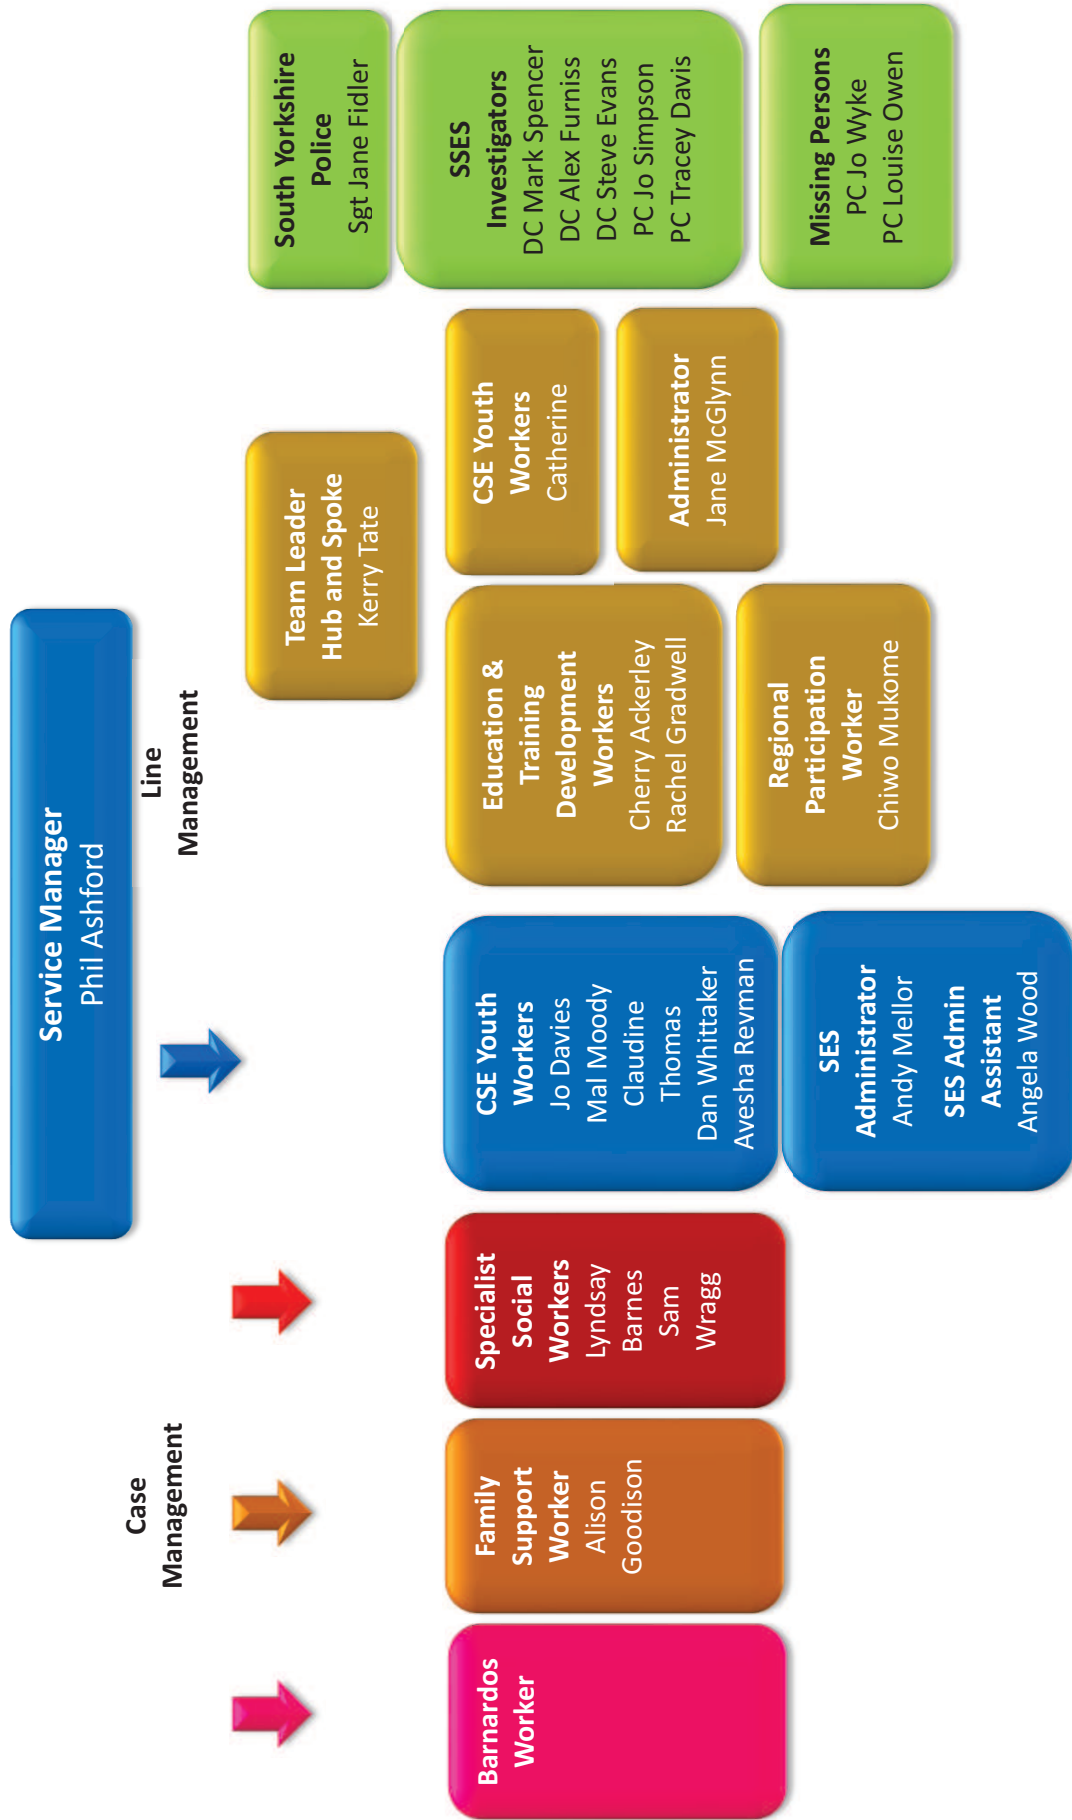 Service Manager
Phil Ashford
Case
Management
Line
Management
Barnardos
Worker
Family
Support
Worker
Alison
Goodison
Specialist
Social
Workers
Lyndsay
Barnes
Sam
Wragg
CSE Youth
Workers
Jo Davies
Mal Moody
Claudine
Thomas
Dan Whittaker
Avesha Revman
SES
Administrator
Andy Mellor
SES Admin
Assistant
Angela Wood
Team Leader
Hub and Spoke
Kerry Tate
Education &
Training
Development
Workers
Cherry Ackerley
Rachel Gradwell
Regional
Participation
Worker
Chiwo Mukome
CSE Youth
Workers
Catherine
Administrator
Jane McGlynn
South Yorkshire
Police
Sgt Jane Fidler
SSES
Investigators
DC Mark Spencer
DC Alex Furniss
DC Steve Evans
PC Jo Simpson
PC Tracey Davis
Missing Persons
PC Jo Wyke
PC Louise Owen